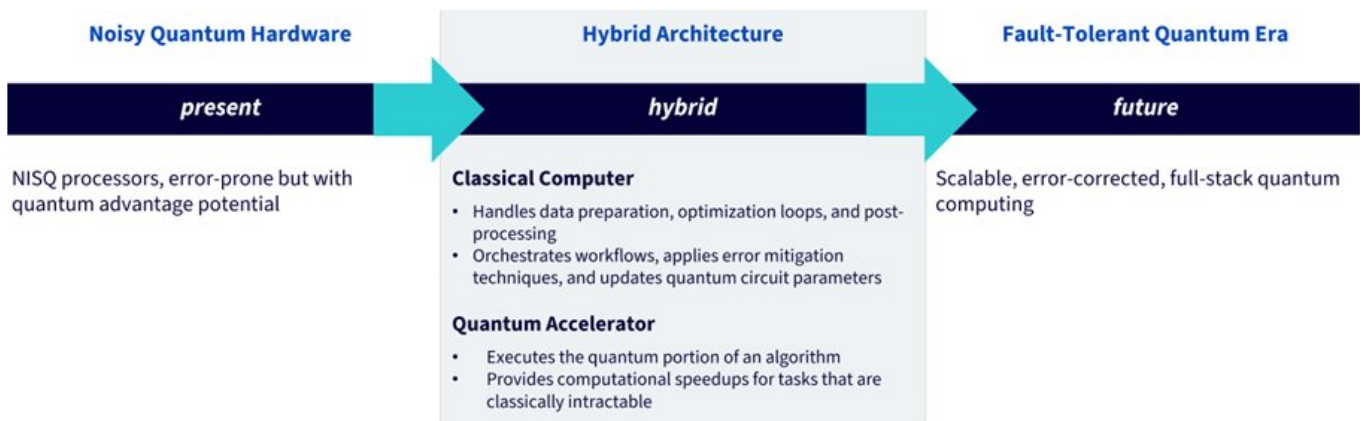 Noisy Quantum Hardware
Hybrid Architecture
Fault-Tolerant Quantum Era
present
hybrid
future
NISQ processors, error-prone but with
quantum advantage potential
Classical Computer
• Handles data preparation, optimization loops, and post-
processing
• Orchestrates workflows, applies error mitigation
techniques, and updates quantum circuit parameters
Quantum Accelerator
• Executes the quantum portion of an algorithm
• Provides computational speedups for tasks that are
classically intractable
Scalable, error-corrected, full-stack quantum
computing